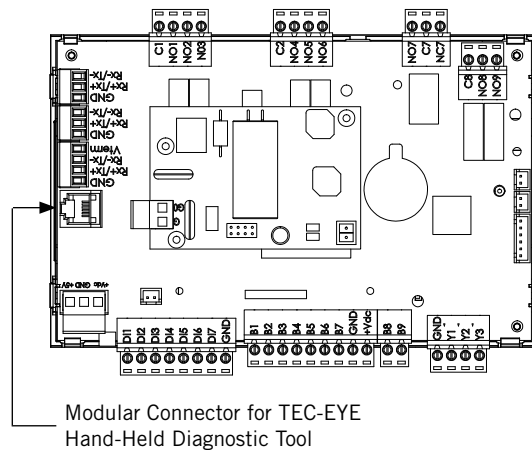 C1 NO1 NO2 NO3
C2 NO4 NO5 NO6
NO7 C7 NC7
C8 NO8 NO9
Rx-/Tx-
Rx+/Tx+
GND
Rx-/Tx-
Rx+/Tx+
GND
Vterm
Rx-/Tx-
Rx+/Tx+
GND
G
+5V GND +Vdc
DI1 DI2 DI3 DI4 DI5 DI6 DI7 GND
B1 B2 B3 B4 B5 B6 B7 GND +Vdc
B8 B9
GND Y1 Y2 Y3
Modular Connector for TEC-EYE
Hand-Held Diagnostic Tool